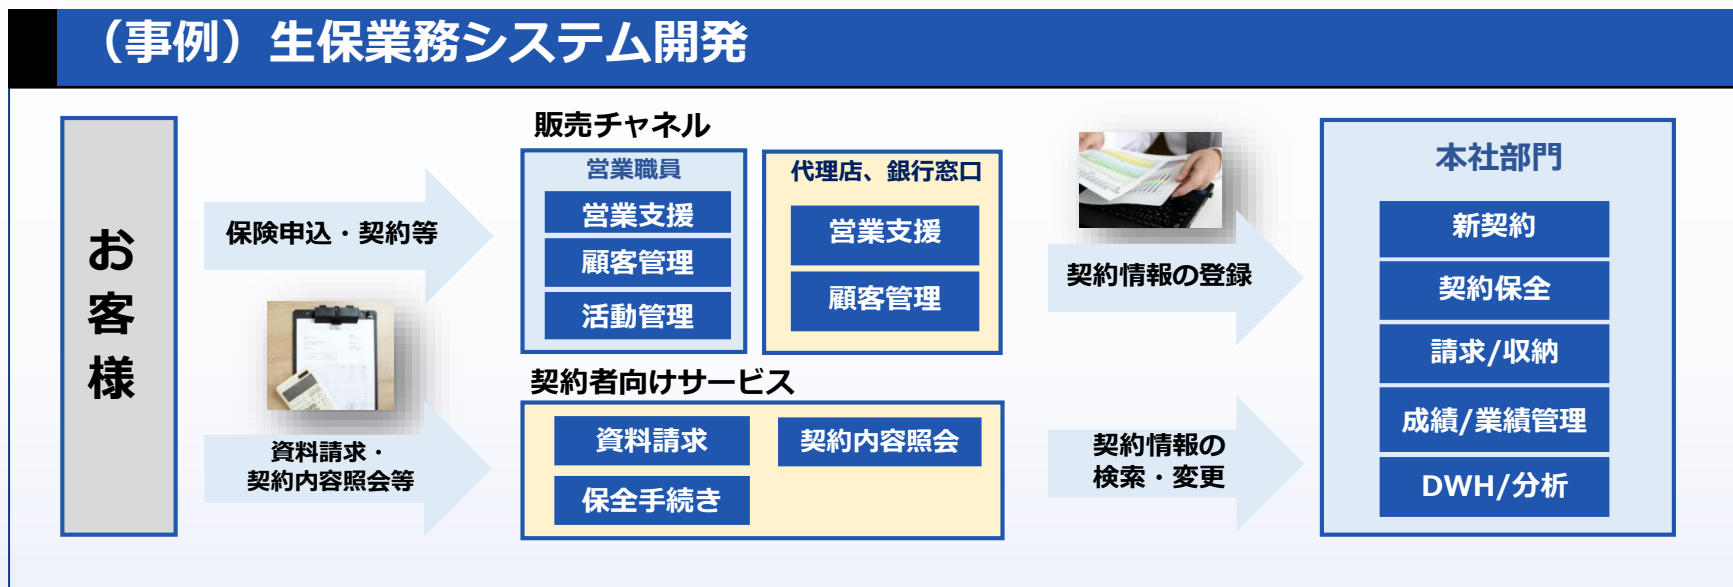 （事例）生保業務システム開発
お
客
様
保険申込・契約等
資料請求・
契約内容照会等
販売チャネル
営業職員
営業支援
顧客管理
活動管理
代理店、銀行窓口
営業支援
顧客管理
契約者向けサービス
資料請求
契約内容照会
保全手続き
契約情報の登録
契約情報の
検索・変更
本社部門
新契約
契約保全
請求/収納
成績/業績管理
DWH/分析